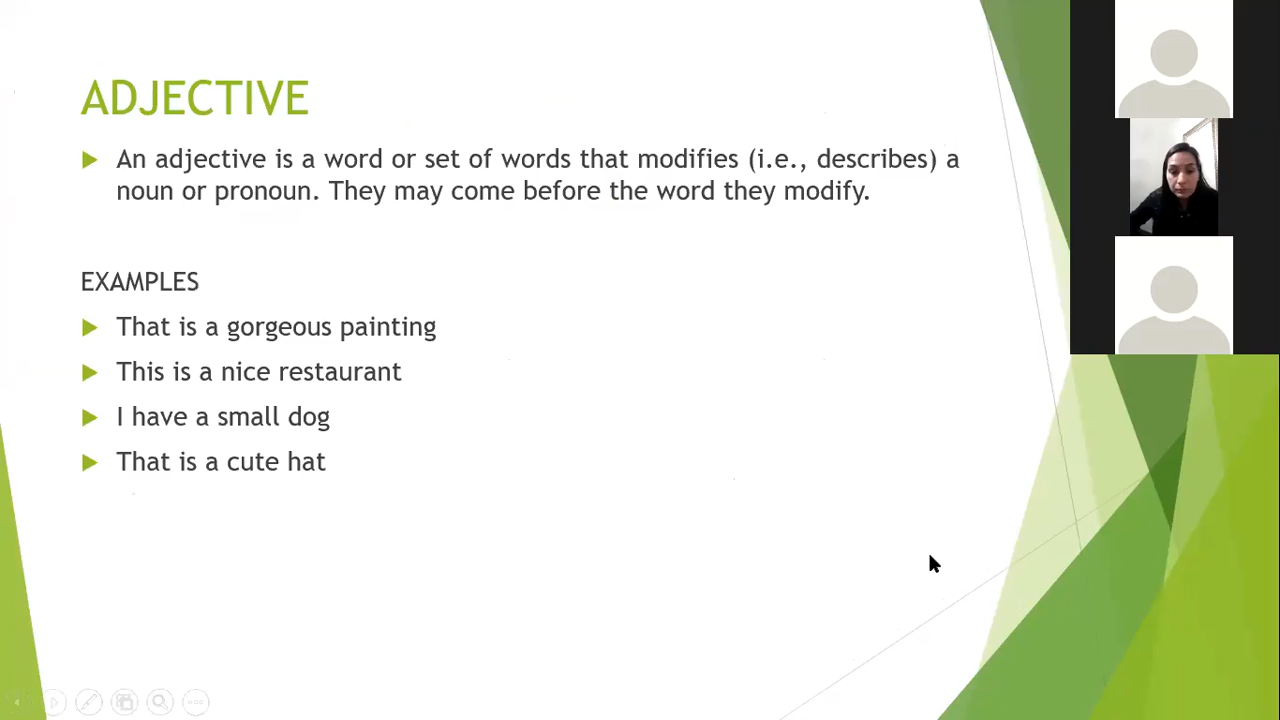 ADJECTIVE
An adjective is a word or set of words that modifies (i.e., describes) a
noun or pronoun. They may come before the word they modify.
EXAMPLES
That is a gorgeous painting
This is a nice restaurant
I have a small dog
That is a cute hat